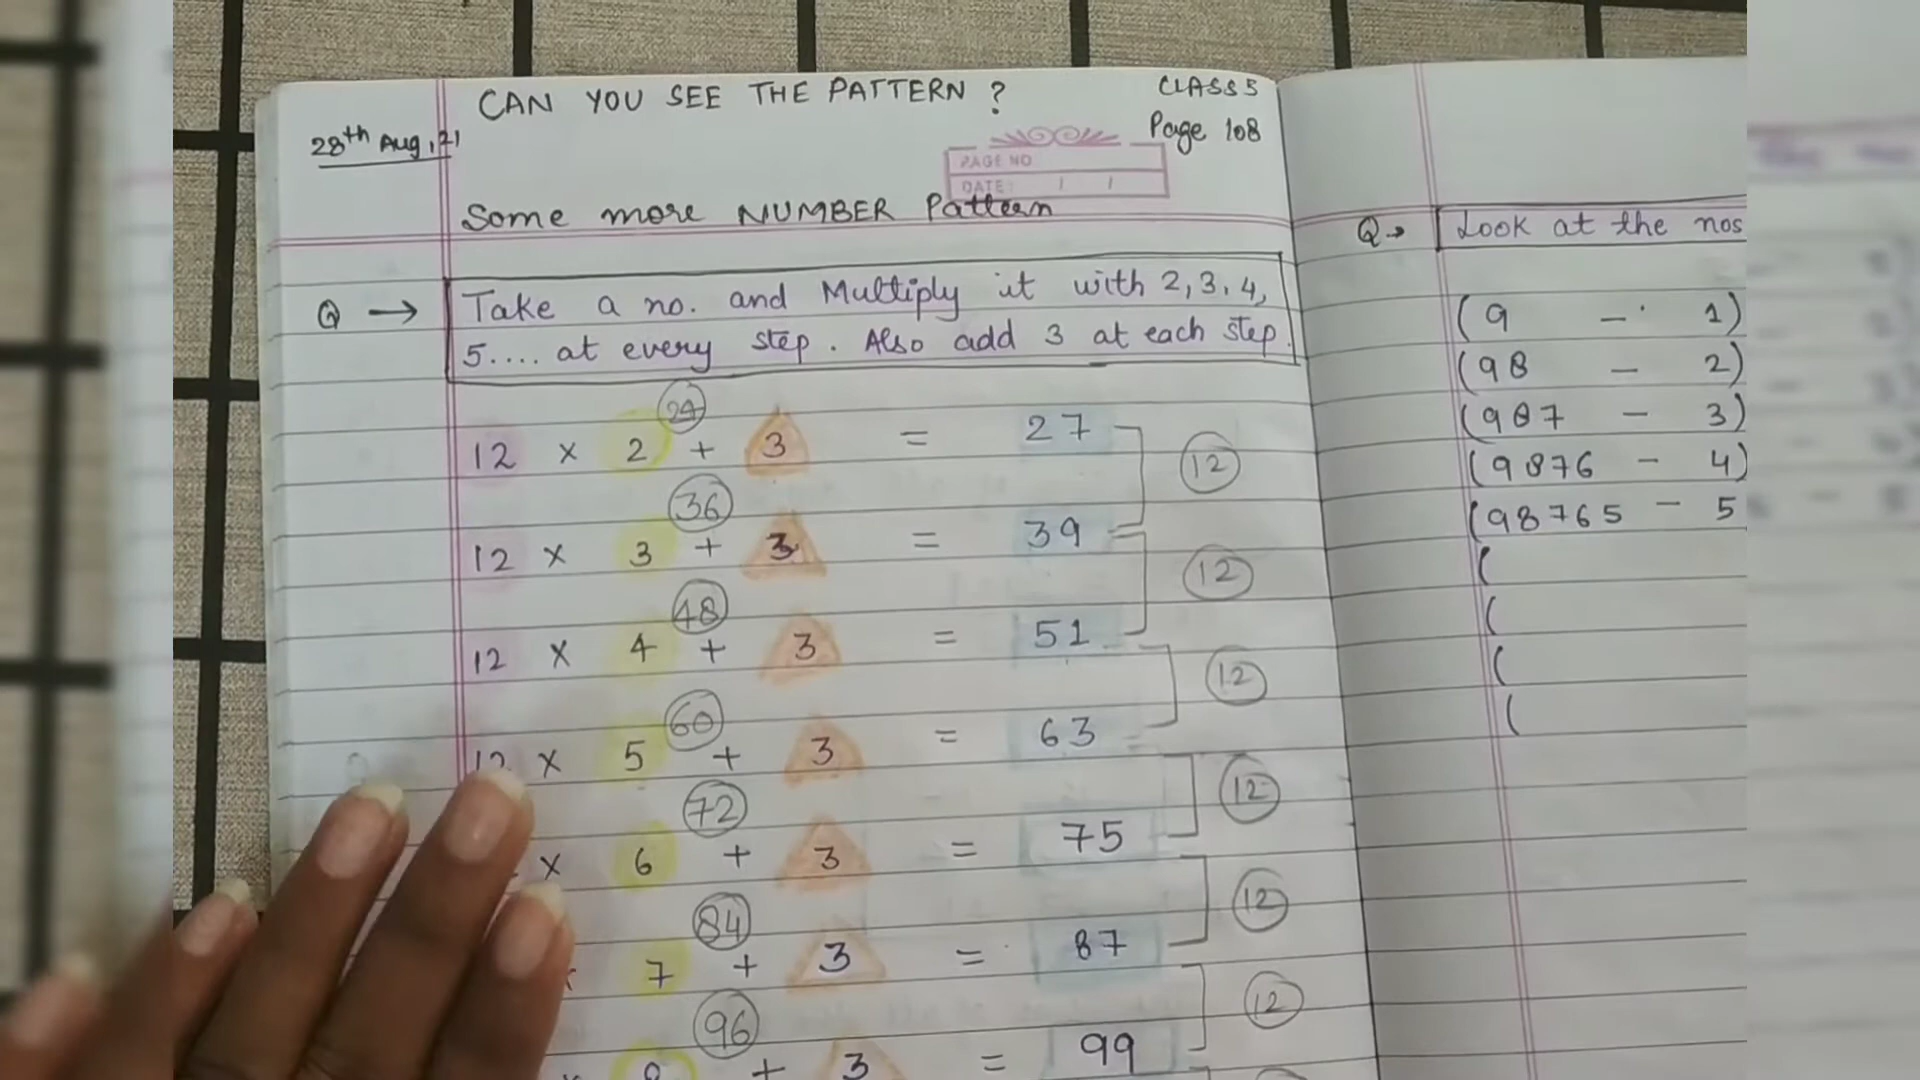 CAN YOU SEE THE PATTERN ?
CLASS 5
28th Aug, 21
Page 108
PAGE NO
DATE: / /
Some more NUMBER Pattern
Q → Take a no. and Multiply it with 2, 3, 4,
5.... at every step. Also add 3 at each step.
24
12 × 2 + 3 = 27
12
36
12 × 3 + 3 = 39
12
48
12 × 4 + 3 = 51
12
60
12 × 5 + 3 = 63
12
72
× 6 + 3 = 75
12
84
7 + 3 = 87
12
96
+ 3 = 99
Q→ Look at the nos
(9 - 1)
(98 - 2)
(987 - 3)
(9876 - 4)
(98765 - 5
(
(
(
(